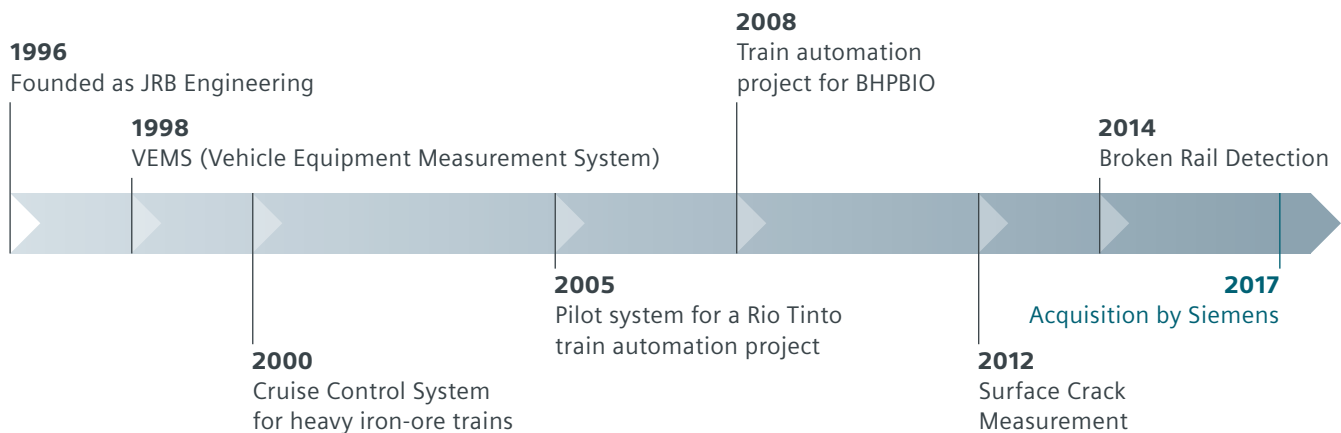 1996
Founded as JRB Engineering
1998
VEMS (Vehicle Equipment Measurement System)
2000
Cruise Control System
for heavy iron-ore trains
2005
Pilot system for a Rio Tinto
train automation project
2008
Train automation
project for BHPBIO
2012
Surface Crack
Measurement
2014
Broken Rail Detection
2017
Acquisition by Siemens